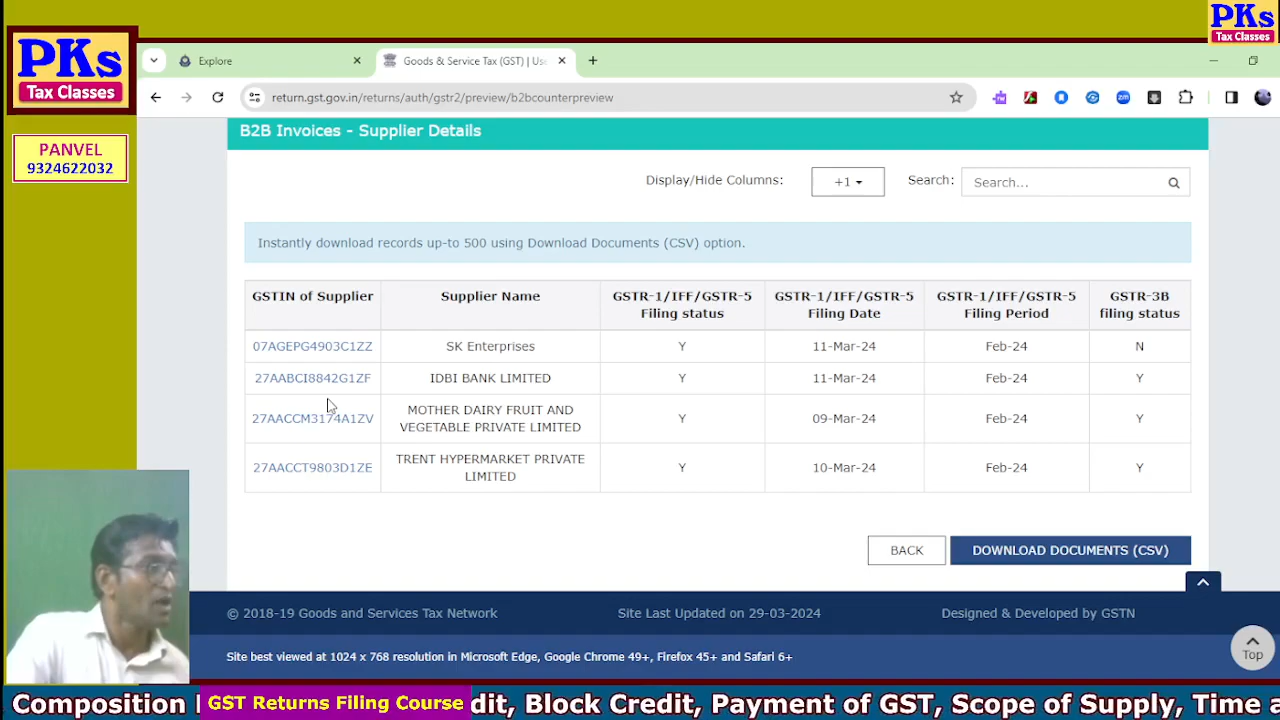 PKs
Tax Classes
PKs
Tax Classes
PANVEL
9324622032
Explore
Goods & Service Tax (GST) | Use
return.gst.gov.in/returns/auth/gstr2/preview/b2bcounterpreview
B2B Invoices - Supplier Details
Display/Hide Columns: +1 Search: Search...
Instantly download records up-to 500 using Download Documents (CSV) option.
GSTIN of Supplier Supplier Name GSTR-1/IFF/GSTR-5 GSTR-1/IFF/GSTR-5 GSTR-1/IFF/GSTR-5 GSTR-3B
Filing status Filing Date Filing Period filing status
07AGEPG4903C1ZZ SK Enterprises Y 11-Mar-24 Feb-24 N
27AABCI8842G1ZF IDBI BANK LIMITED Y 11-Mar-24 Feb-24 Y
27AACCM3174A1ZV MOTHER DAIRY FRUIT AND
VEGETABLE PRIVATE LIMITED Y 09-Mar-24 Feb-24 Y
27AACCT9803D1ZE TRENT HYPERMARKET PRIVATE
LIMITED Y 10-Mar-24 Feb-24 Y
BACK DOWNLOAD DOCUMENTS (CSV)
© 2018-19 Goods and Services Tax Network Site Last Updated on 29-03-2024 Designed & Developed by GSTN
Site best viewed at 1024 x 768 resolution in Microsoft Edge, Google Chrome 49+, Firefox 45+ and Safari 6+
Top
Composition GST Returns Filing Course dit, Block Credit, Payment of GST, Scope of Supply, Time a